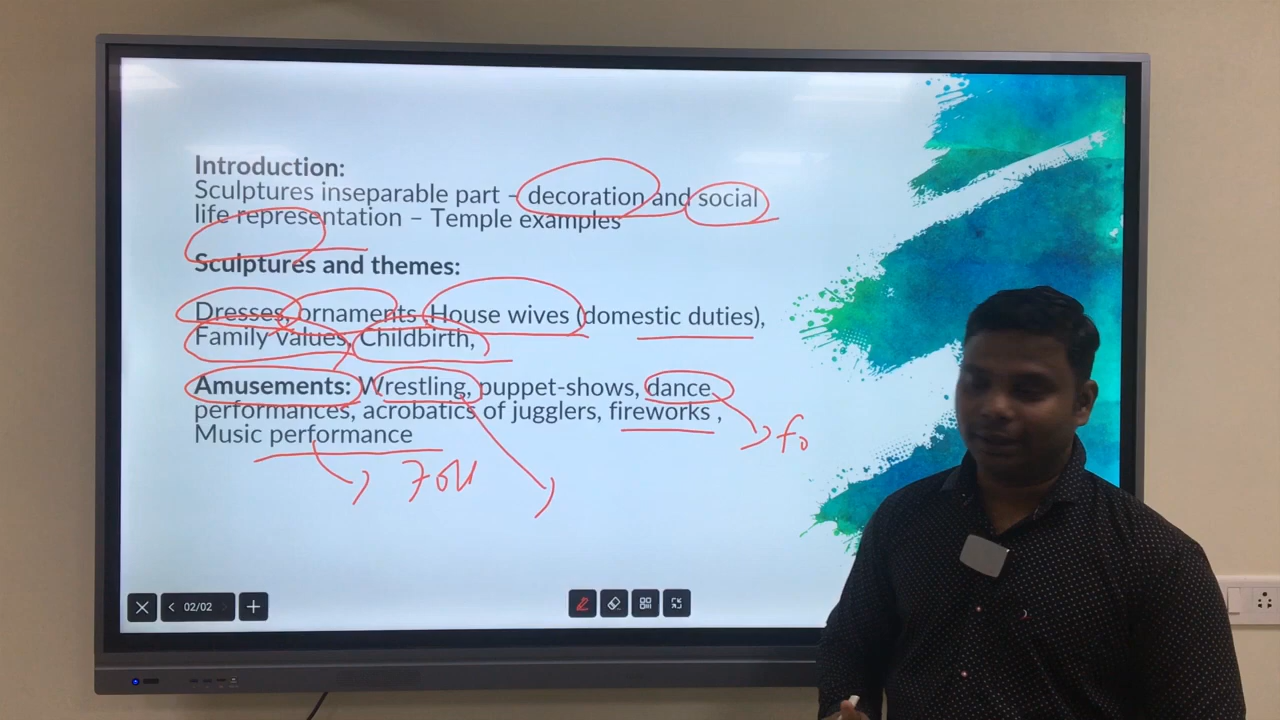 Introduction:
Sculptures inseparable part – decoration and social
life representation – Temple examples
Sculptures and themes:
Dresses, ornaments, House wives (domestic duties),
Family values, Childbirth,
Amusements: Wrestling, puppet-shows, dance
performances, acrobatics of jugglers, fireworks ,
Music performance
fo
02/02